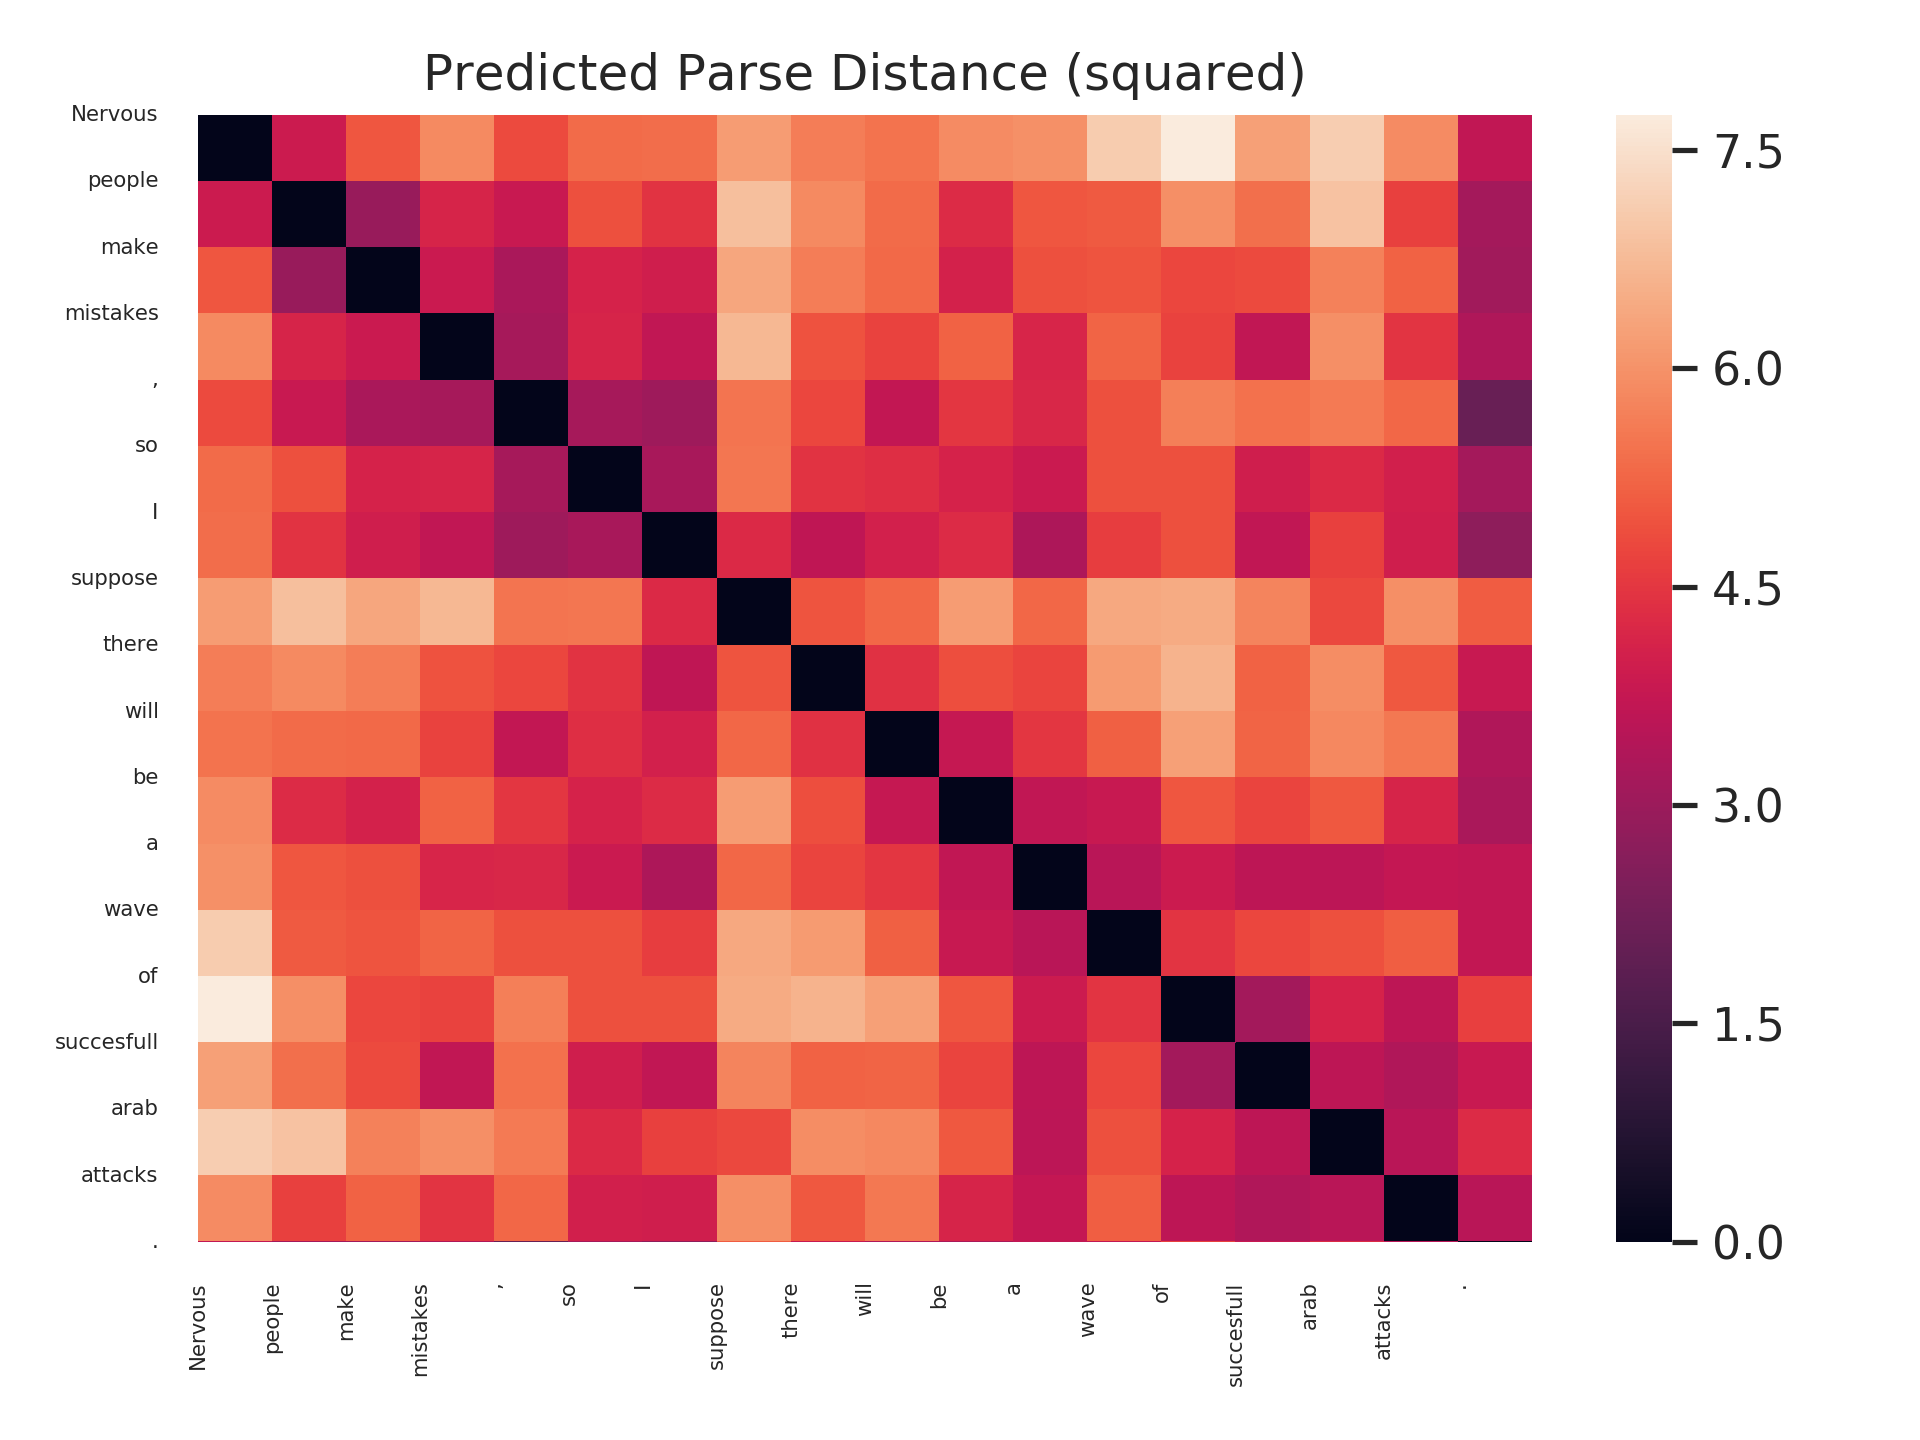 Predicted Parse Distance (squared)
Nervous
people
make
mistakes
,
so
I
suppose
there
will
be
a
wave
of
succesfull
arab
attacks
.
Nervous
people
make
mistakes
,
so
I
suppose
there
will
be
a
wave
of
succesfull
arab
attacks
.
7.5
6.0
4.5
3.0
1.5
0.0